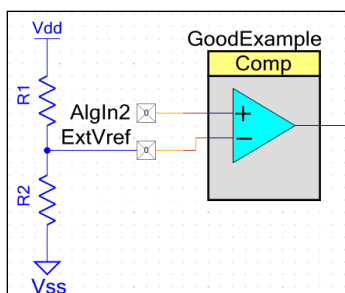 Vdd
GoodExample
Comp
R1
AlgIn2
ExtVref
R2
Vss